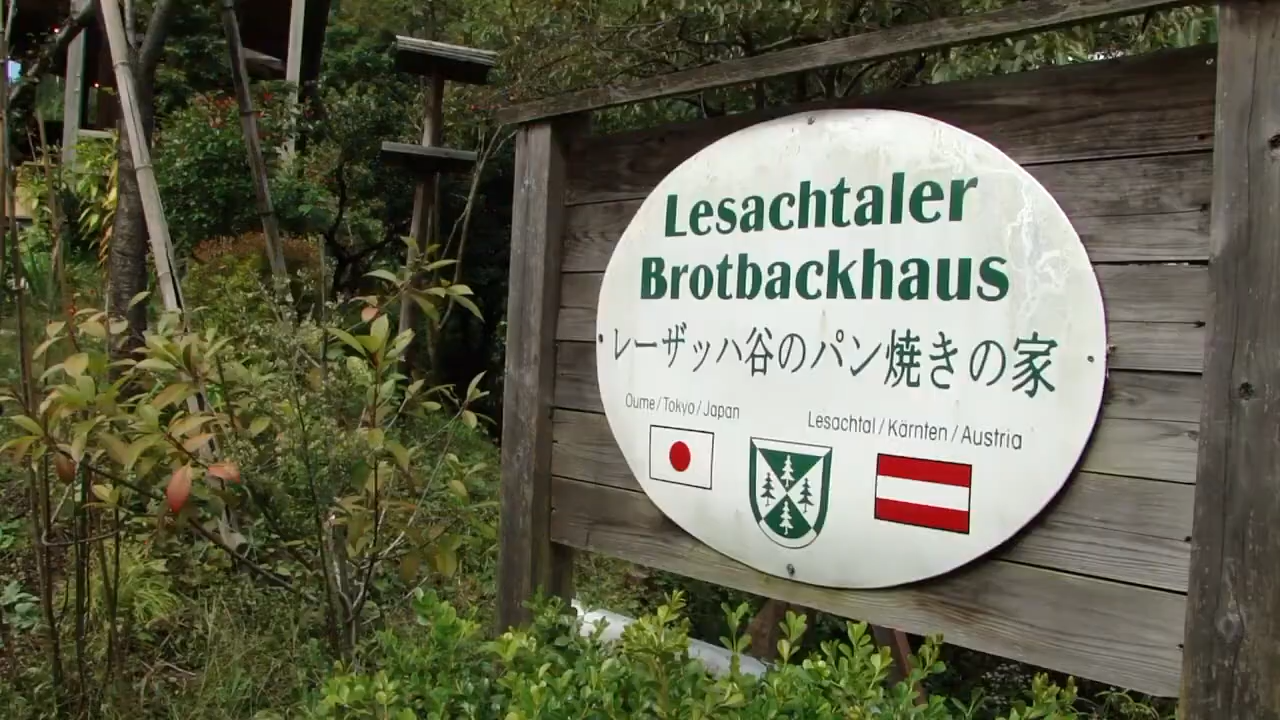 Lesachtaler
Brotbackhaus
レーザッハ谷のパン焼きの家
Oume/Tokyo/Japan
Lesachtal/Kärnten/Austria